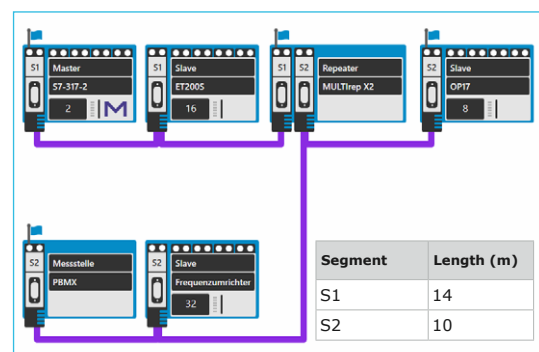 S1 Master
S7-317-2
2 M
S1 Slave
ET200S
16
S1 S2 Repeater
MULTIrep X2
S2 Slave
OP17
8
S2 Messstelle
PBMX
S2 Slave
Frequenzumrichter
32
Segment Length (m)
S1 14
S2 10